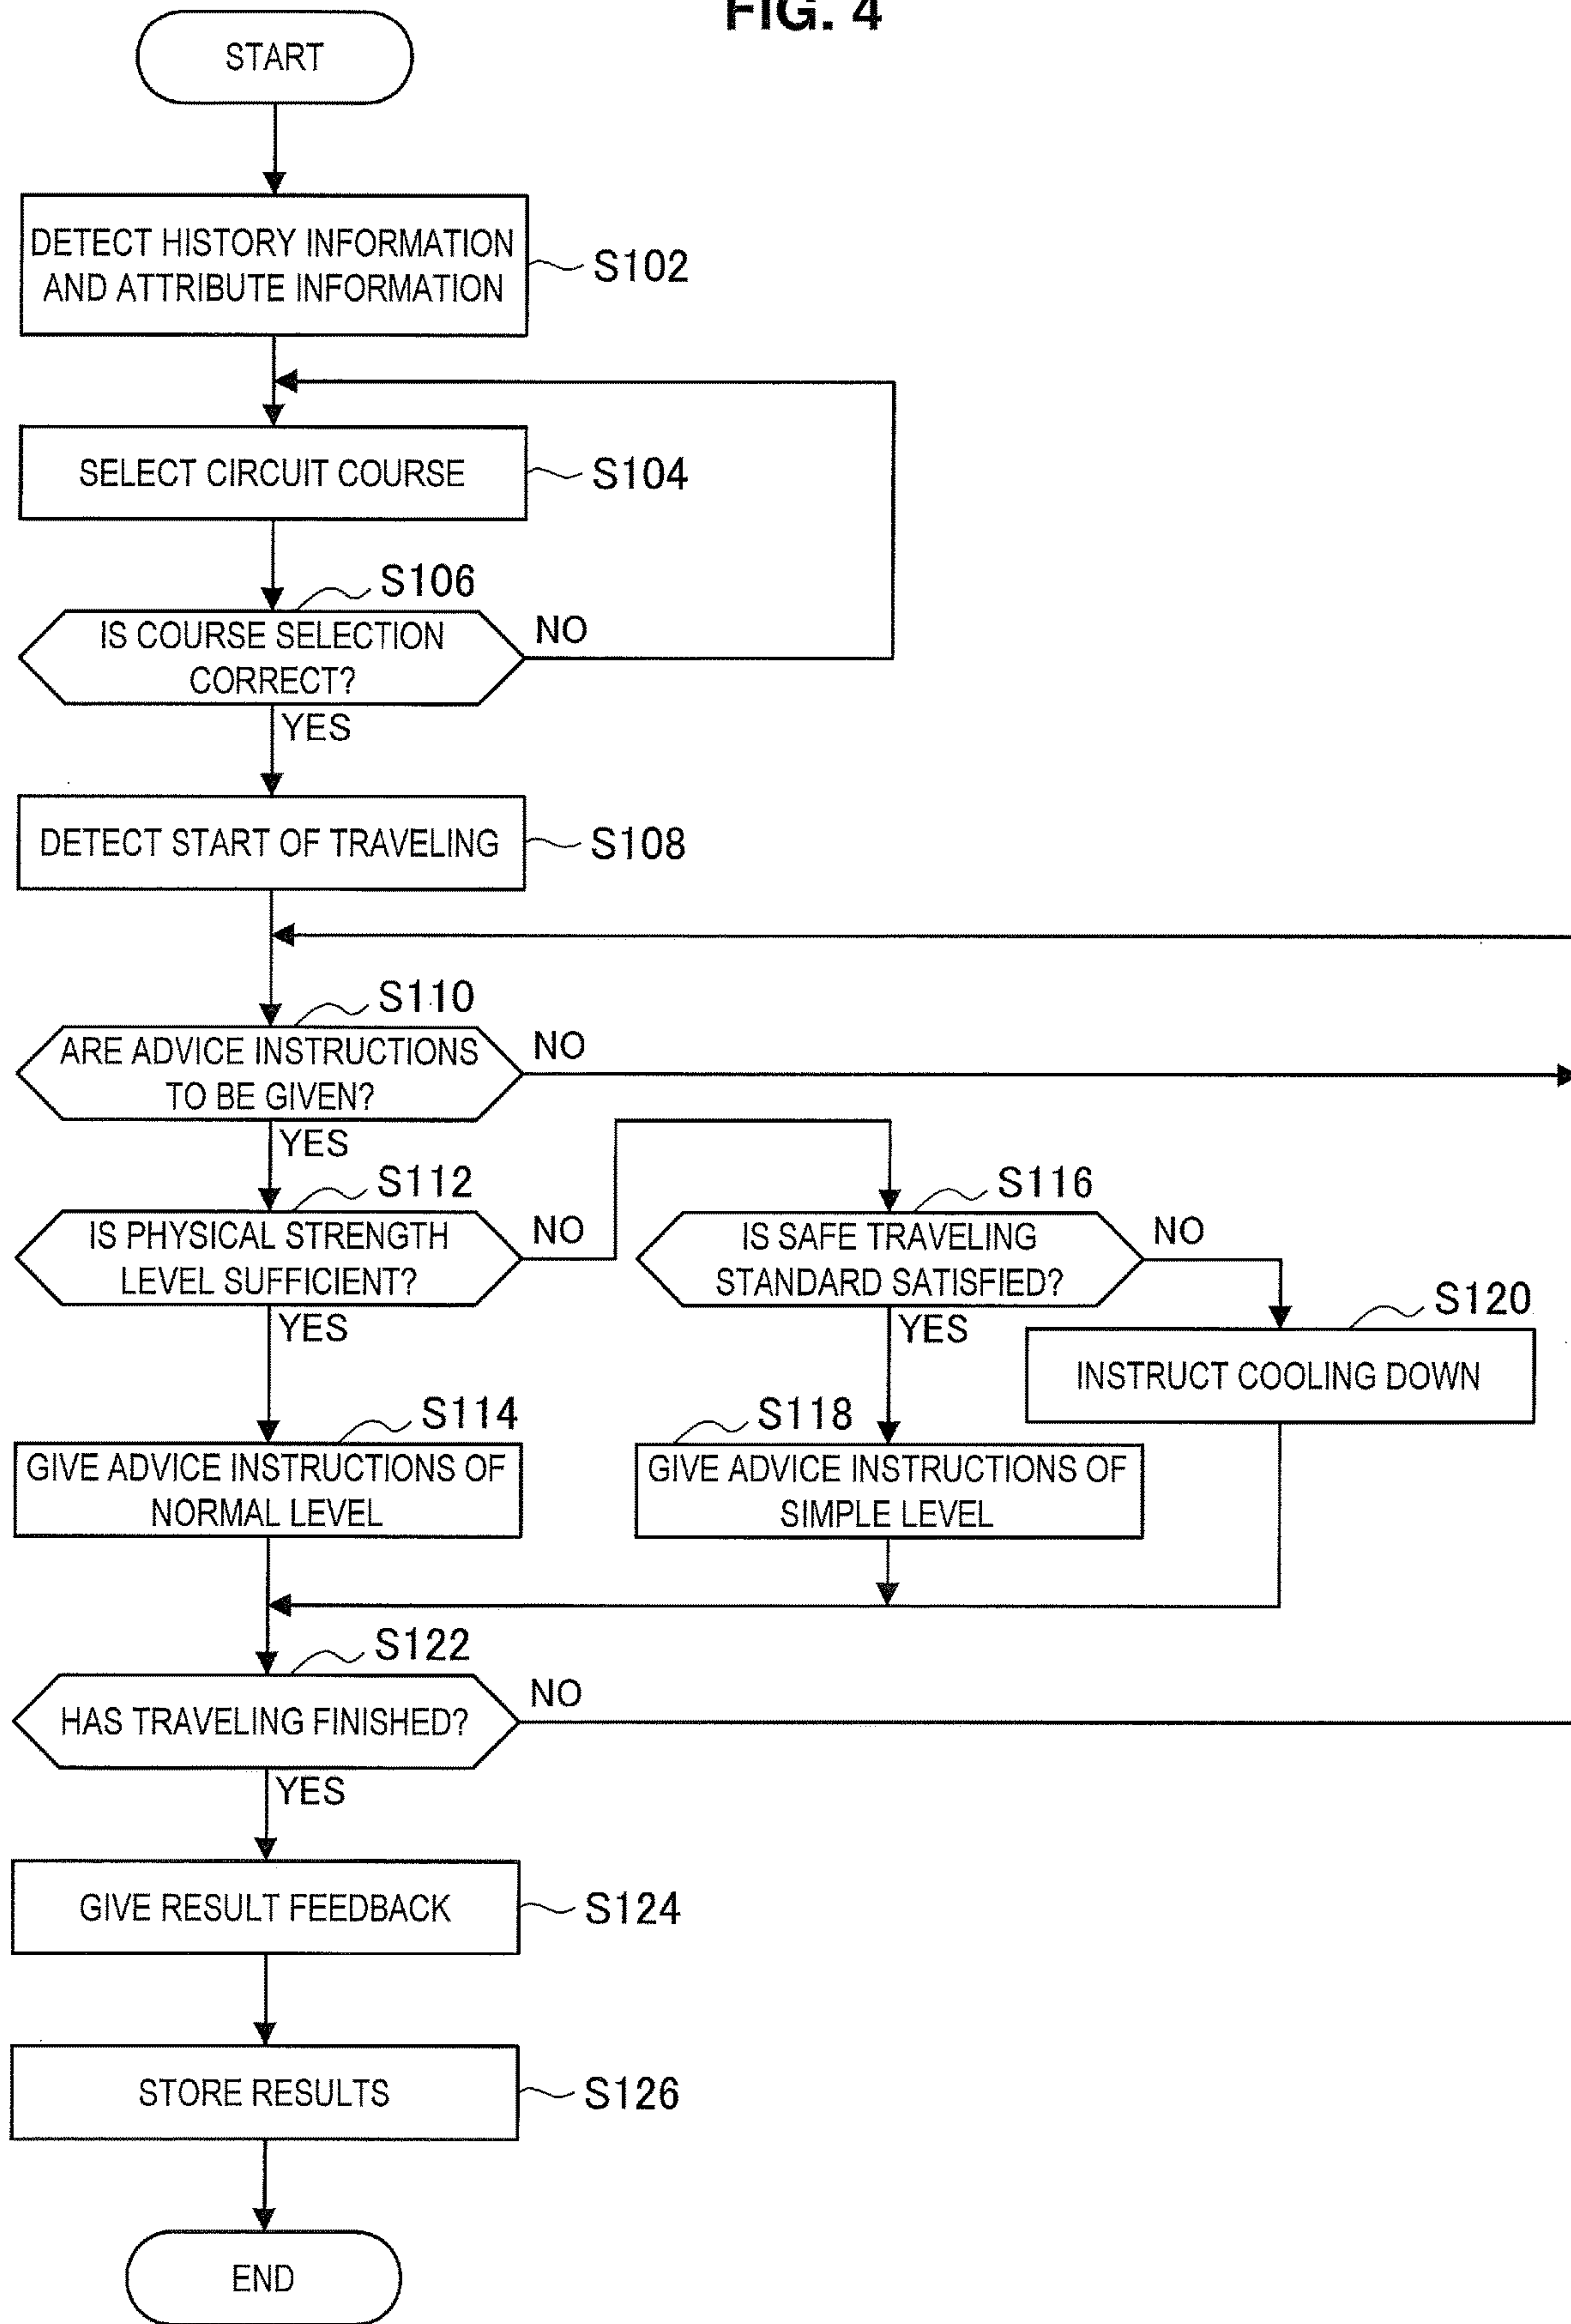 FIG. 4
START
DETECT HISTORY INFORMATION
AND ATTRIBUTE INFORMATION
S102
SELECT CIRCUIT COURSE
S104
S106
IS COURSE SELECTION
CORRECT?
NO
YES
DETECT START OF TRAVELING
S108
S110
ARE ADVICE INSTRUCTIONS
TO BE GIVEN?
NO
YES
S112
IS PHYSICAL STRENGTH
LEVEL SUFFICIENT?
NO
YES
S116
IS SAFE TRAVELING
STANDARD SATISFIED?
NO
YES
S120
INSTRUCT COOLING DOWN
S114
GIVE ADVICE INSTRUCTIONS OF
NORMAL LEVEL
S118
GIVE ADVICE INSTRUCTIONS OF
SIMPLE LEVEL
S122
HAS TRAVELING FINISHED?
NO
YES
GIVE RESULT FEEDBACK
S124
STORE RESULTS
S126
END